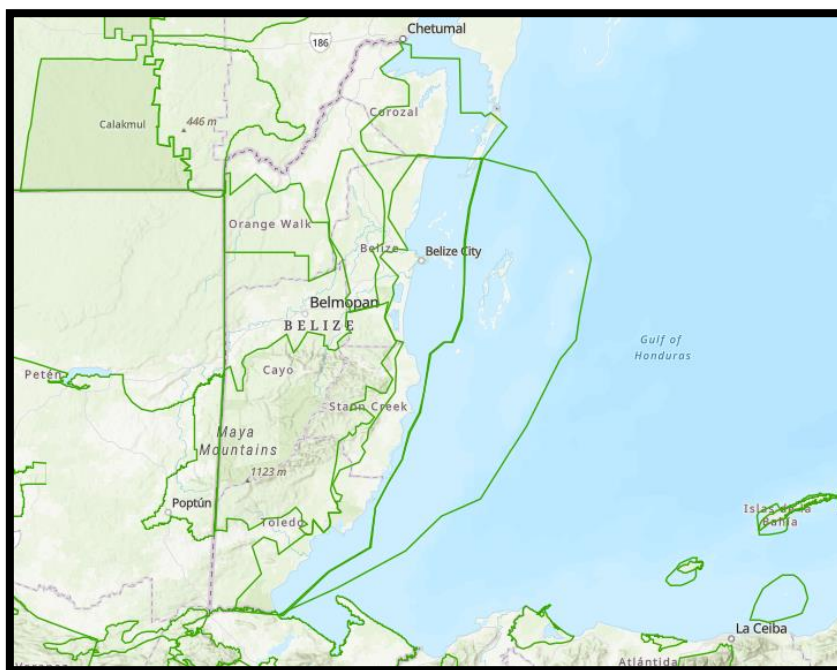 Chetumal
186
Corozal
446 m
Calakmul
Orange Walk
Belize
Belize City
Belmopan
BELIZE
Gulf of
Honduras
Petén
Cayo
Stann Creek
Maya
Mountains
1123 m
Poptún
Toledo
Islas de la
Bahía
La Ceiba
Atlántida